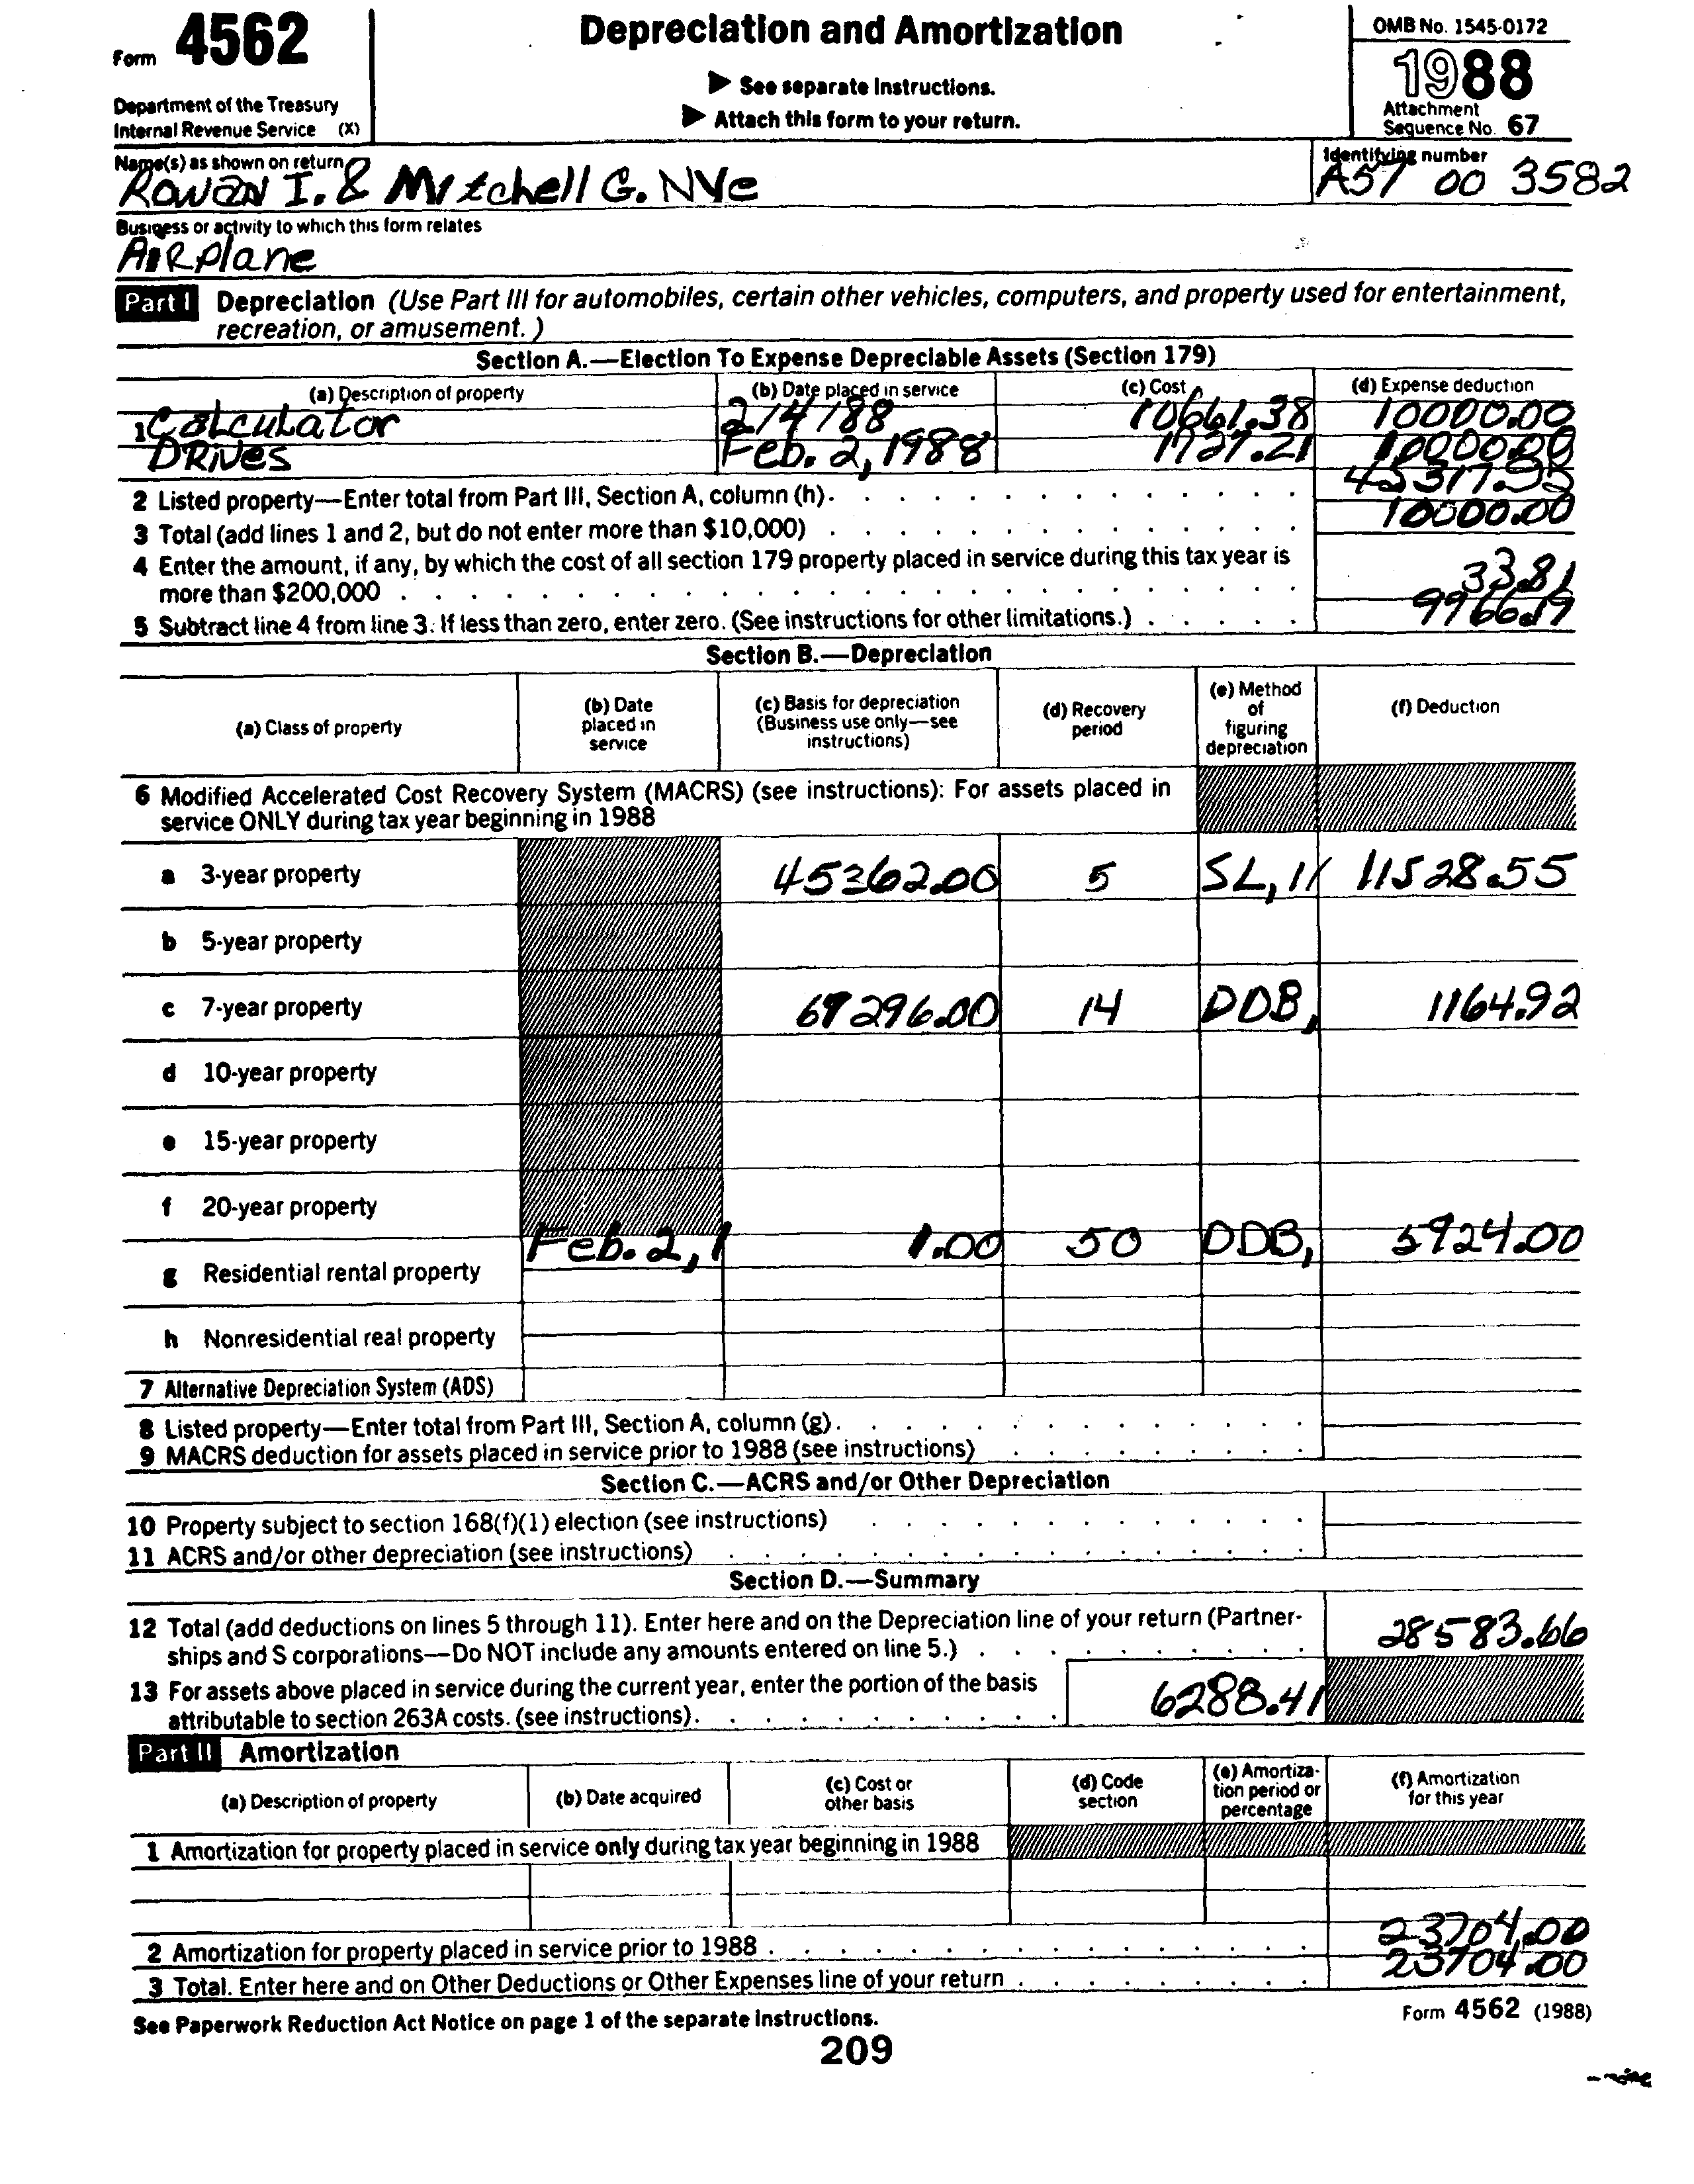 Form 4562
Department of the Treasury
Internal Revenue Service (X)
Depreciation and Amortization
▶ See separate Instructions.
▶ Attach this form to your return.
OMB No. 1545-0172
1988
Attachment
Sequence No. 67
Name(s) as shown on return
Rowan I. & Mitchell G. Nye
Identifying number
A57 00 3582
Business or activity to which this form relates
Airplane
Part I Depreciation (Use Part III for automobiles, certain other vehicles, computers, and property used for entertainment,
recreation, or amusement.)
Section A.—Election To Expense Depreciable Assets (Section 179)
(a) Description of property (b) Date placed in service (c) Cost (d) Expense deduction
1 Calculator 2/4/88 10661.38 10000.00
Drives Feb. 2, 1988 1727.21 10000.00
2 Listed property—Enter total from Part III, Section A, column (h). 45317.95
3 Total (add lines 1 and 2, but do not enter more than $10,000) 10000.00
4 Enter the amount, if any, by which the cost of all section 179 property placed in service during this tax year is
more than $200,000 33.81
5 Subtract line 4 from line 3. If less than zero, enter zero. (See instructions for other limitations.) 9966.19
Section B.—Depreciation
(a) Class of property (b) Date placed in service (c) Basis for depreciation (Business use only—see instructions) (d) Recovery period (e) Method of figuring depreciation (f) Deduction
6 Modified Accelerated Cost Recovery System (MACRS) (see instructions): For assets placed in
service ONLY during tax year beginning in 1988
a 3-year property 45362.00 5 SL, 11 11528.55
b 5-year property
c 7-year property 69296.00 14 DDB, 1164.92
d 10-year property
e 15-year property
f 20-year property
Feb. 2, 1 1.00 50 DDB, 5924.00
g Residential rental property
h Nonresidential real property
7 Alternative Depreciation System (ADS)
8 Listed property—Enter total from Part III, Section A, column (g).
9 MACRS deduction for assets placed in service prior to 1988 (see instructions)
Section C.—ACRS and/or Other Depreciation
10 Property subject to section 168(f)(1) election (see instructions)
11 ACRS and/or other depreciation (see instructions)
Section D.—Summary
12 Total (add deductions on lines 5 through 11). Enter here and on the Depreciation line of your return (Partner-
ships and S corporations—Do NOT include any amounts entered on line 5.) 28583.66
13 For assets above placed in service during the current year, enter the portion of the basis
attributable to section 263A costs. (see instructions). 6288.41
Part II Amortization
(a) Description of property (b) Date acquired (c) Cost or other basis (d) Code section (e) Amortiza-tion period or percentage (f) Amortization for this year
1 Amortization for property placed in service only during tax year beginning in 1988
2 Amortization for property placed in service prior to 1988 23704.00
3 Total. Enter here and on Other Deductions or Other Expenses line of your return 23704.00
See Paperwork Reduction Act Notice on page 1 of the separate Instructions.
Form 4562 (1988)
209